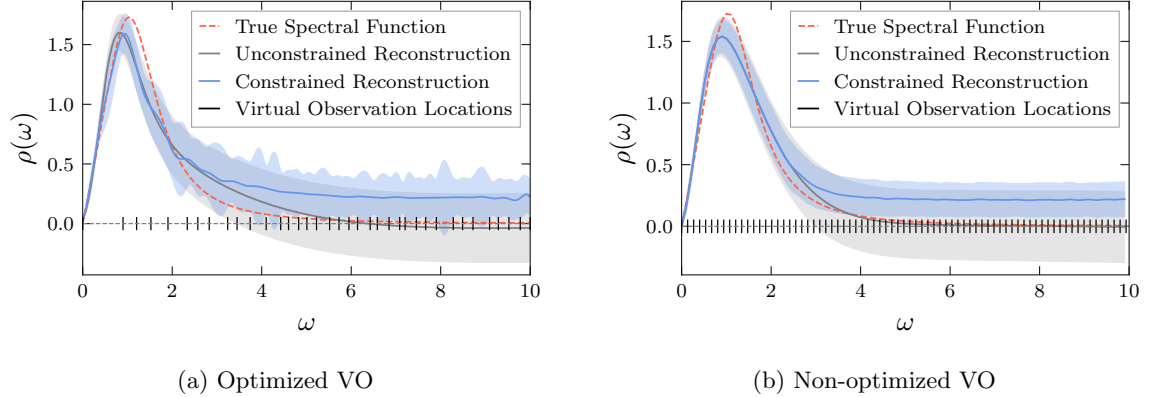 True Spectral Function
Unconstrained Reconstruction
Constrained Reconstruction
Virtual Observation Locations
ρ(ω)
1.5
1.0
0.5
0.0
0 2 4 6 8 10
ω
(a) Optimized VO
True Spectral Function
Unconstrained Reconstruction
Constrained Reconstruction
Virtual Observation Locations
ρ(ω)
1.5
1.0
0.5
0.0
0 2 4 6 8 10
ω
(b) Non-optimized VO